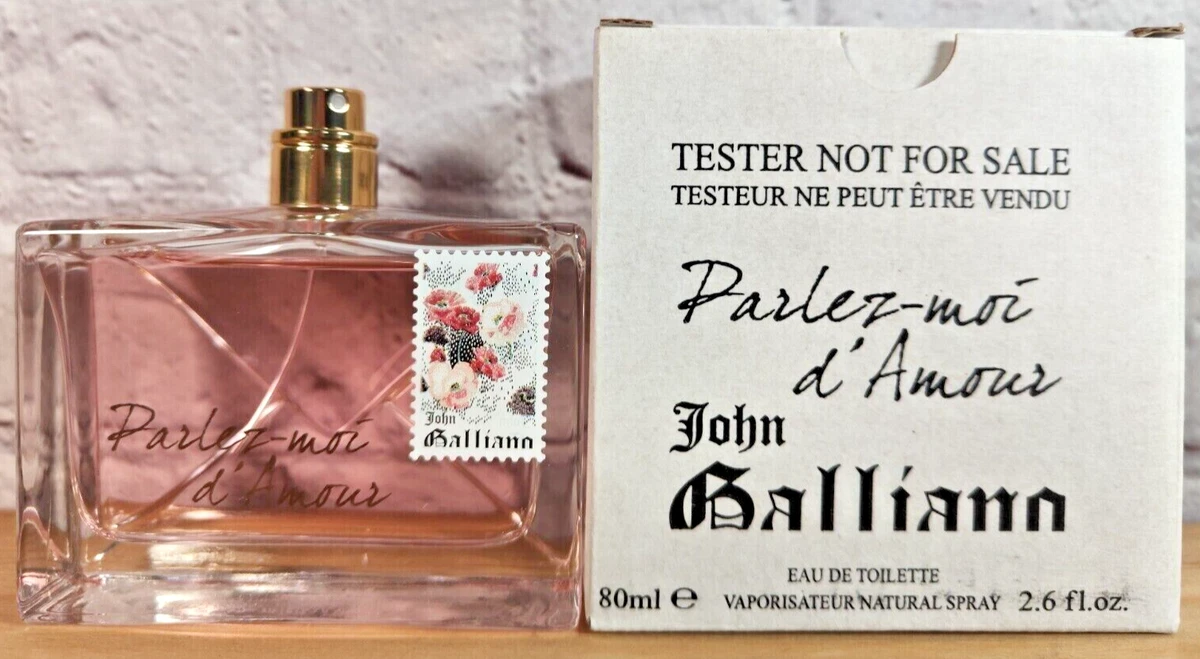 Parlez-moi
d'Amour
John
Galliano
TESTER NOT FOR SALE
TESTEUR NE PEUT ÊTRE VENDU
Parlez-moi
d'Amour
John
Galliano
EAU DE TOILETTE
80ml ℮ VAPORISATEUR NATURAL SPRAY 2.6 fl.oz.